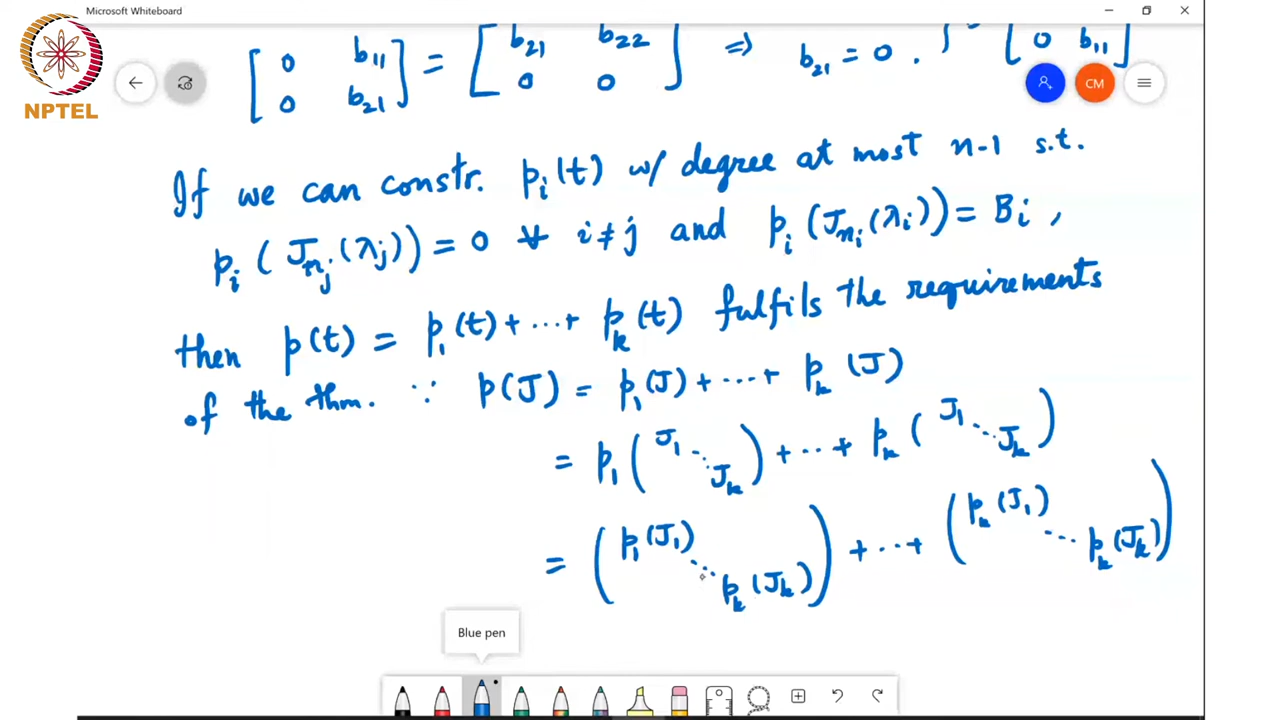 Microsoft Whiteboard
NPTEL
CM
[0 b11; 0 b21] = [b21 b22; 0 0] ⇒ b21 = 0. } [0 b11]
If we can constr. pi(t) w/ degree at most n-1 s.t.
pi(Jnj(λj)) = 0 ∀ i≠j and pi(Jni(λi)) = Bi,
then p(t) = p1(t) + ... + pk(t) fulfils the requirements
of the thm. ∵ p(J) = p1(J) + ... + pk(J)
= p1(J1 ⋱ Jk) + ... + pk(J1 ⋱ Jk)
= (p1(J1) ⋱ pk(Jk)) + ... + (pk(J1) ⋱ pk(Jk))
Blue pen